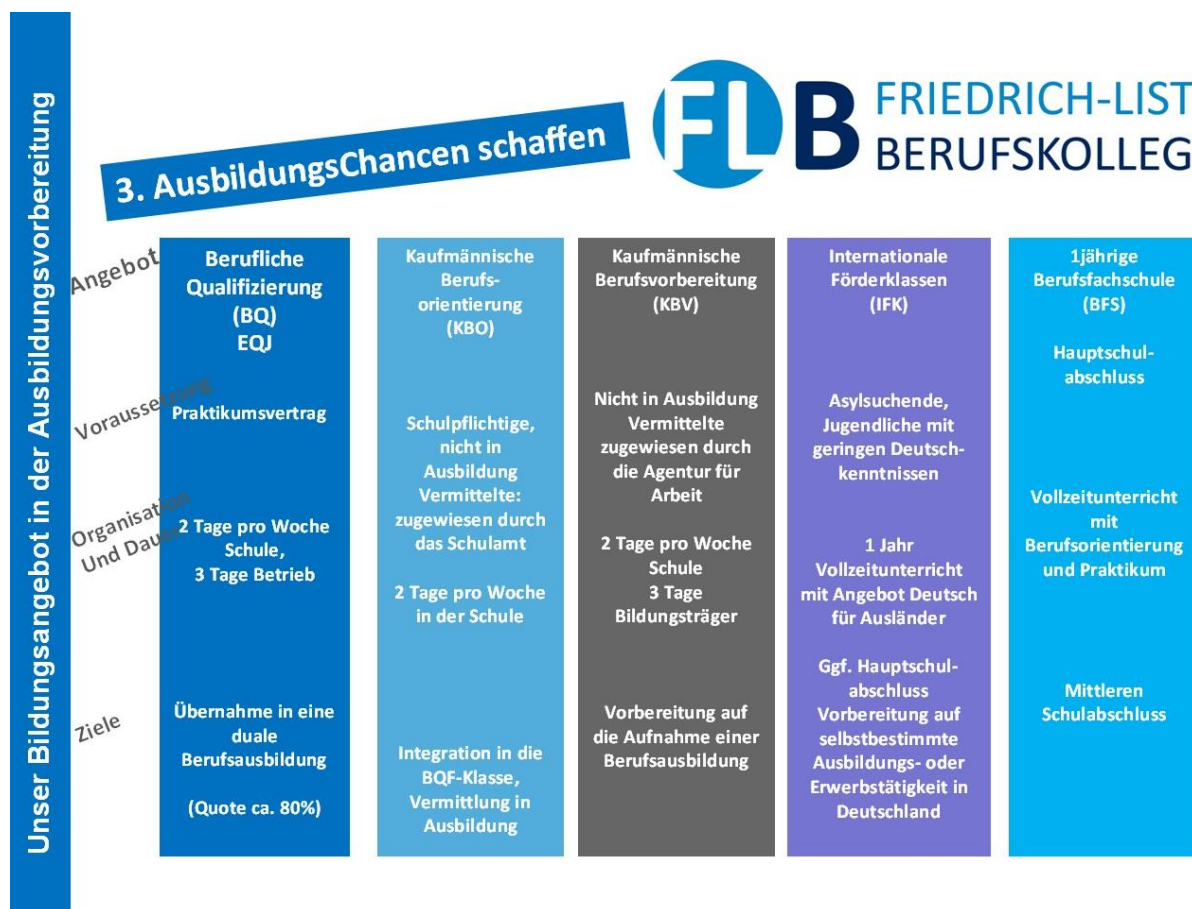 Unser Bildungsangebot in der Ausbildungsvorbereitung
3. AusbildungsChancen schaffen
FLB
FRIEDRICH-LIST
BERUFSKOLLEG
Angebot
Voraussetzung
Organisation
Und Dauer
Ziele
Berufliche
Qualifizierung
(BQ)
EQJ
Praktikumsvertrag
2 Tage pro Woche
Schule,
3 Tage Betrieb
Übernahme in eine
duale
Berufsausbildung
(Quote ca. 80%)
Kaufmännische
Berufs-
orientierung
(KBO)
Schulpflichtige,
nicht in
Ausbildung
Vermittelte:
zugewiesen durch
das Schulamt
2 Tage pro Woche
in der Schule
Integration in die
BQF-Klasse,
Vermittlung in
Ausbildung
Kaufmännische
Berufsvorbereitung
(KBV)
Nicht in Ausbildung
Vermittelte
zugewiesen durch
die Agentur für
Arbeit
2 Tage pro Woche
Schule
3 Tage
Bildungsträger
Vorbereitung auf
die Aufnahme einer
Berufsausbildung
Internationale
Förderklassen
(IFK)
Asylsuchende,
Jugendliche mit
geringen Deutsch-
kenntnissen
1 Jahr
Vollzeitunterricht
mit Angebot Deutsch
für Ausländer
Ggf. Hauptschul-
abschluss
Vorbereitung auf
selbstbestimmte
Ausbildungs- oder
Erwerbstätigkeit in
Deutschland
1jährige
Berufsfachschule
(BFS)
Hauptschul-
abschluss
Vollzeitunterricht
mit
Berufsorientierung
und Praktikum
Mittleren
Schulabschluss